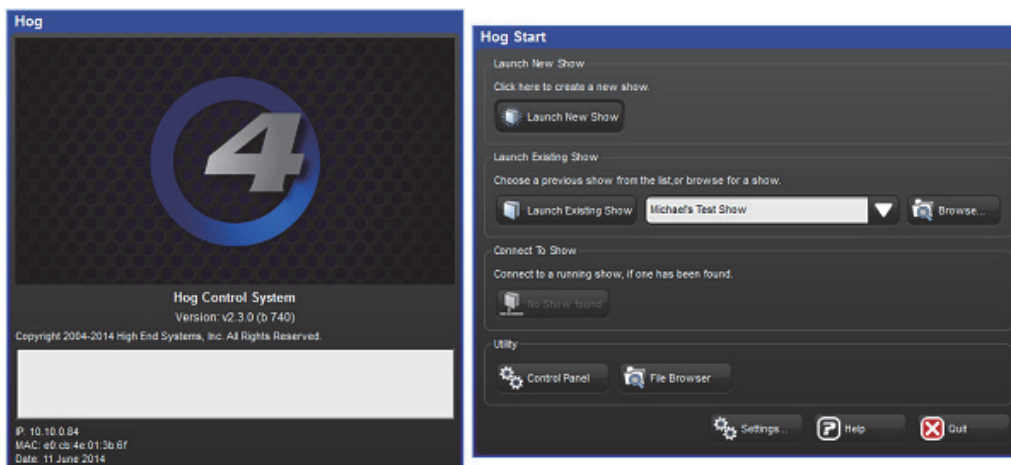 Hog
4
Hog Control System
Version: v2.3.0 (b 740)
Copyright 2004-2014 High End Systems, Inc. All Rights Reserved.
IP: 10.10.0.84
MAC: e0:cb:4e:01:3b:6f
Date: 11 June 2014
Hog Start
Launch New Show
Click here to create a new show.
Launch New Show
Launch Existing Show
Choose a previous show from the list,or browse for a show.
Launch Existing Show Michael's Test Show Browse...
Connect To Show
Connect to a running show, if one has been found.
No Show found
Utility
Control Panel File Browser
Settings... Help Quit